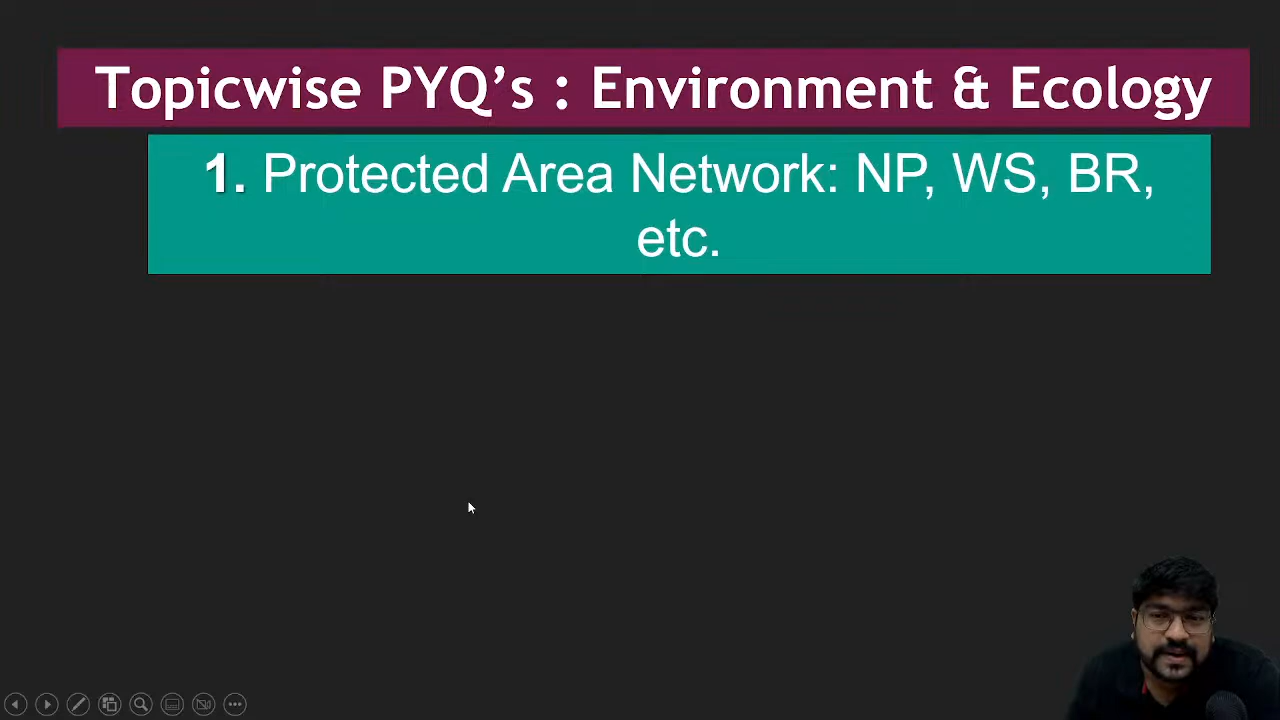 Topicwise PYQ’s : Environment & Ecology
1. Protected Area Network: NP, WS, BR,
etc.